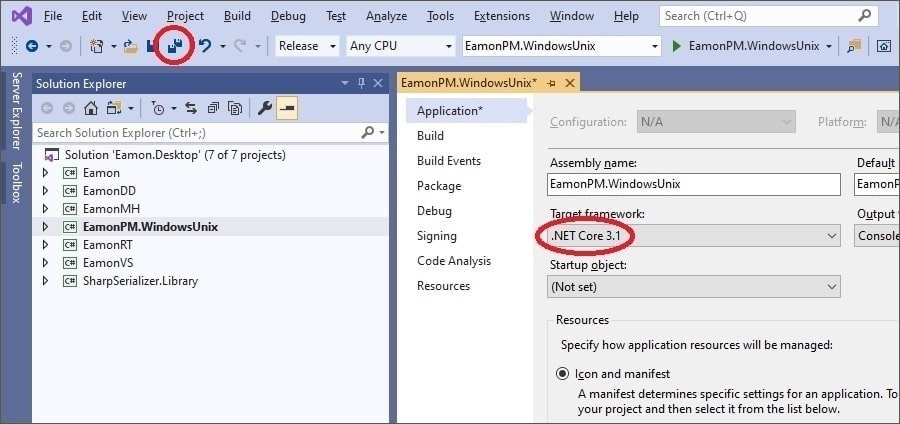 File Edit View Project Build Debug Test Analyze Tools Extensions Window Help Search (Ctrl+Q)
Release Any CPU EamonPM.WindowsUnix EamonPM.WindowsUnix
Server Explorer
Toolbox
Solution Explorer
Search Solution Explorer (Ctrl+;)
Solution 'Eamon.Desktop' (7 of 7 projects)
C# Eamon
C# EamonDD
C# EamonMH
C# EamonPM.WindowsUnix
C# EamonRT
C# EamonVS
C# SharpSerializer.Library
EamonPM.WindowsUnix*
Application*
Build
Build Events
Package
Debug
Signing
Code Analysis
Resources
Configuration: N/A Platform: N/A
Assembly name: Default
EamonPM.WindowsUnix EamonP
Target framework: Output
.NET Core 3.1 Console
Startup object:
(Not set)
Resources
Specify how application resources will be managed:
Icon and manifest
A manifest determines specific settings for an application. To
your project and then select it from the list below.